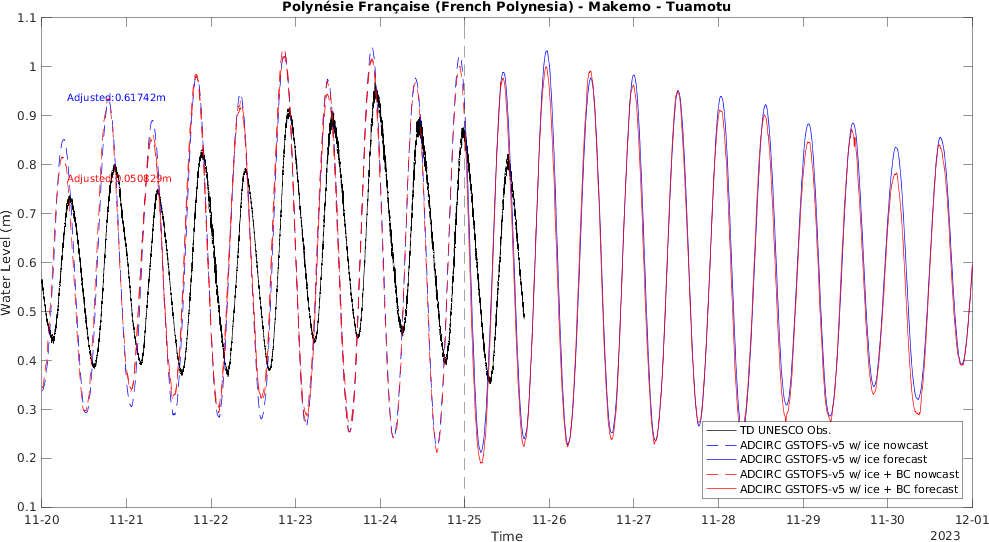 Polynésie Française (French Polynesia) - Makemo - Tuamotu
1.1
1
0.9
0.8
0.7
0.6
0.5
0.4
0.3
0.2
0.1
Water Level (m)
Adjusted:0.61742m
Adjusted:0.050829m
TD UNESCO Obs.
ADCIRC GSTOFS-v5 w/ ice nowcast
ADCIRC GSTOFS-v5 w/ ice forecast
ADCIRC GSTOFS-v5 w/ ice + BC nowcast
ADCIRC GSTOFS-v5 w/ ice + BC forecast
11-20 11-21 11-22 11-23 11-24 11-25 11-26 11-27 11-28 11-29 11-30 12-01
Time
2023